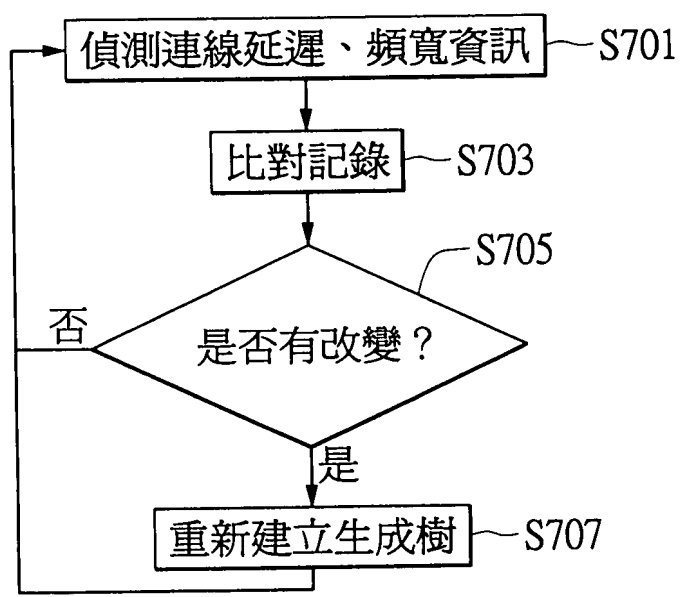 偵測連線延遲、頻寬資訊 S701
比對記錄 S703
S705
否
是否有改變？
是
重新建立生成樹 S707